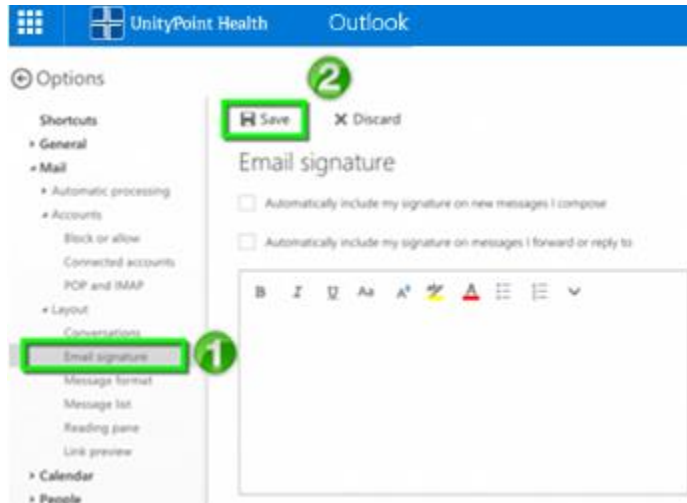 UnityPoint Health Outlook
Options
2
Shortcuts
General
Mail
Automatic processing
Accounts
Block or allow
Connected accounts
POP and IMAP
Layout
Conversations
Email signature
1
Message format
Message list
Reading pane
Link preview
Calendar
People
Save Discard
Email signature
Automatically include my signature on new messages I compose
Automatically include my signature on messages I forward or reply to
B I U Aa A A